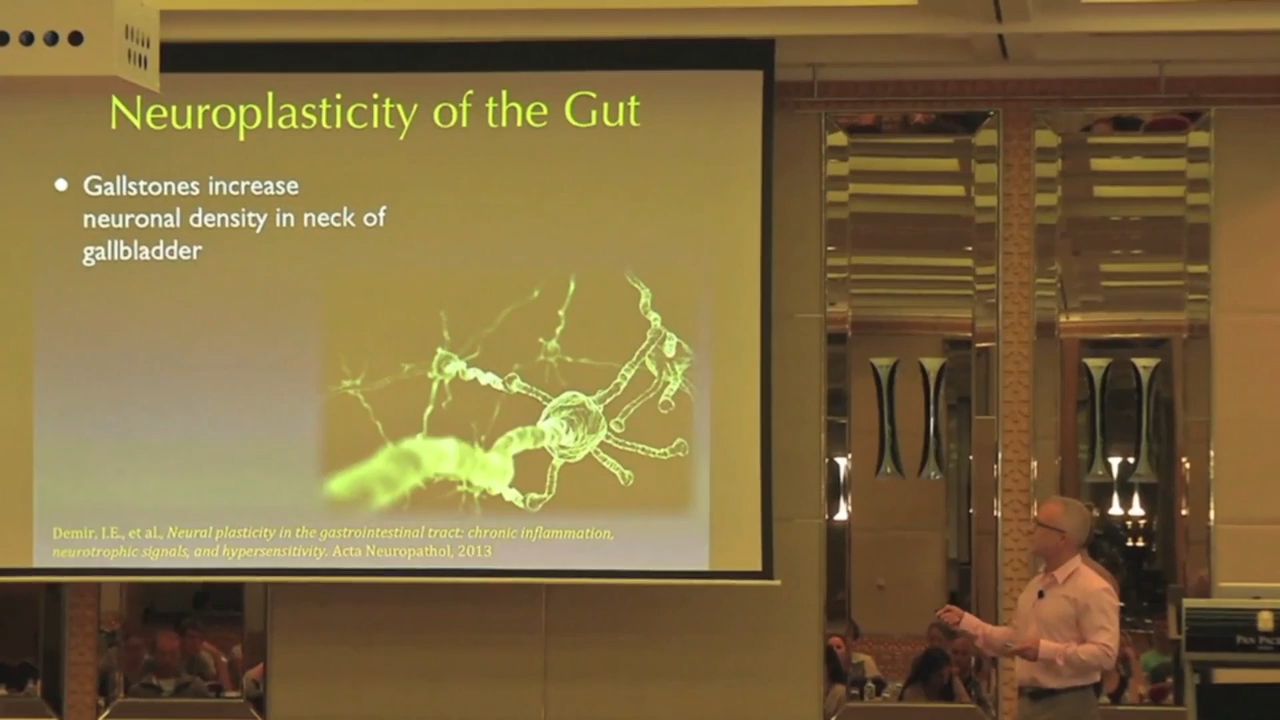 Neuroplasticity of the Gut
• Gallstones increase
neuronal density in neck of
gallbladder
Demir, I.E., et al., Neural plasticity in the gastrointestinal tract: chronic inflammation,
neurotrophic signals, and hypersensitivity. Acta Neuropathol, 2013
PAN